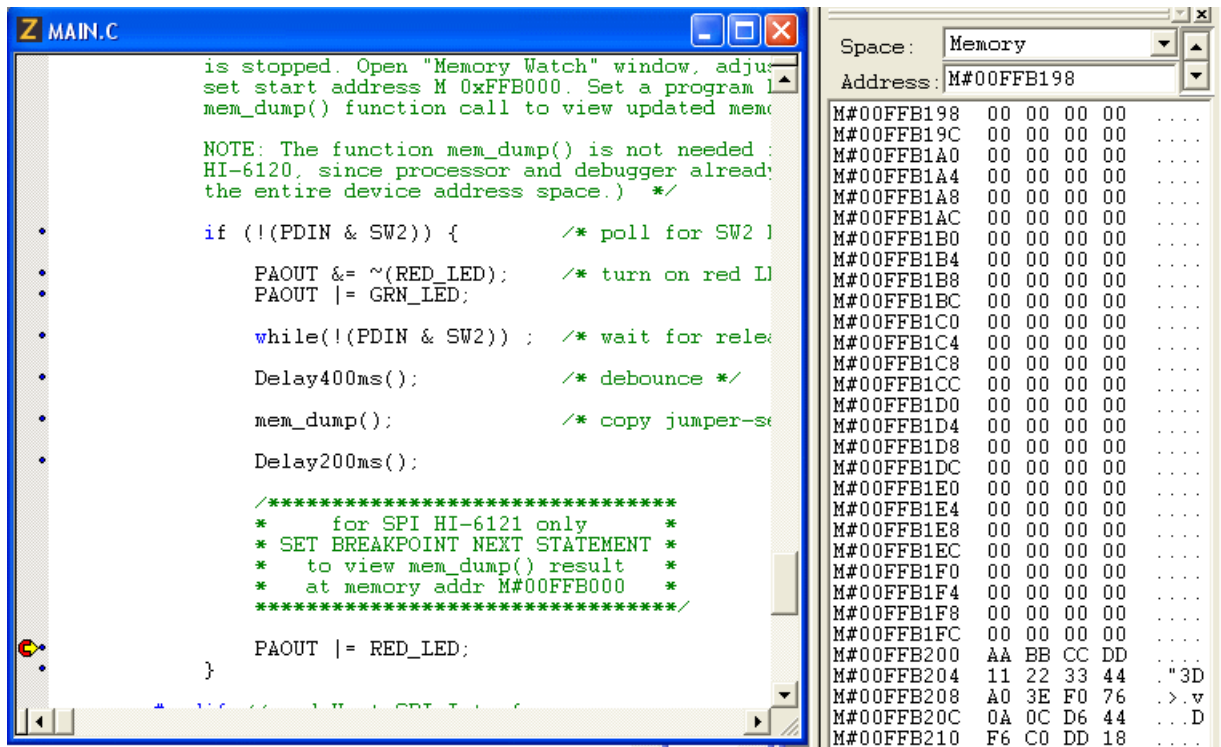 MAIN.C
is stopped. Open "Memory Watch" window,
set start address M 0xFFB000. Set a program
mem_dump() function call to view updated
NOTE: The function mem_dump() is not needed
HI-6120, since processor and debugger
the entire device address space.) */
if (!(PDIN & SW2)) { /* poll for SW2
PAOUT &= ~(RED_LED); /* turn on red
PAOUT |= GRN_LED;
while(!(PDIN & SW2)) ; /* wait for
Delay400ms(); /* debounce */
mem_dump(); /* copy
Delay200ms();
/********************************
* for SPI HI-6121 only *
* SET BREAKPOINT NEXT STATEMENT *
* to view mem_dump() result *
* at memory addr M#00FFB000 *
*********************************/
PAOUT |= RED_LED;
}
Space: Memory
Address: M#00FFB198
M#00FFB198 00 00 00 00 ....
M#00FFB19C 00 00 00 00 ....
M#00FFB1A0 00 00 00 00 ....
M#00FFB1A4 00 00 00 00 ....
M#00FFB1A8 00 00 00 00 ....
M#00FFB1AC 00 00 00 00 ....
M#00FFB1B0 00 00 00 00 ....
M#00FFB1B4 00 00 00 00 ....
M#00FFB1B8 00 00 00 00 ....
M#00FFB1BC 00 00 00 00 ....
M#00FFB1C0 00 00 00 00 ....
M#00FFB1C4 00 00 00 00 ....
M#00FFB1C8 00 00 00 00 ....
M#00FFB1CC 00 00 00 00 ....
M#00FFB1D0 00 00 00 00 ....
M#00FFB1D4 00 00 00 00 ....
M#00FFB1D8 00 00 00 00 ....
M#00FFB1DC 00 00 00 00 ....
M#00FFB1E0 00 00 00 00 ....
M#00FFB1E4 00 00 00 00 ....
M#00FFB1E8 00 00 00 00 ....
M#00FFB1EC 00 00 00 00 ....
M#00FFB1F0 00 00 00 00 ....
M#00FFB1F4 00 00 00 00 ....
M#00FFB1F8 00 00 00 00 ....
M#00FFB1FC 00 00 00 00 ....
M#00FFB200 AA BB CC DD ....
M#00FFB204 11 22 33 44 ."3D
M#00FFB208 A0 3E F0 76 .>.v
M#00FFB20C 0A 0C D6 44 ...D
M#00FFB210 F6 C0 DD 18 ....